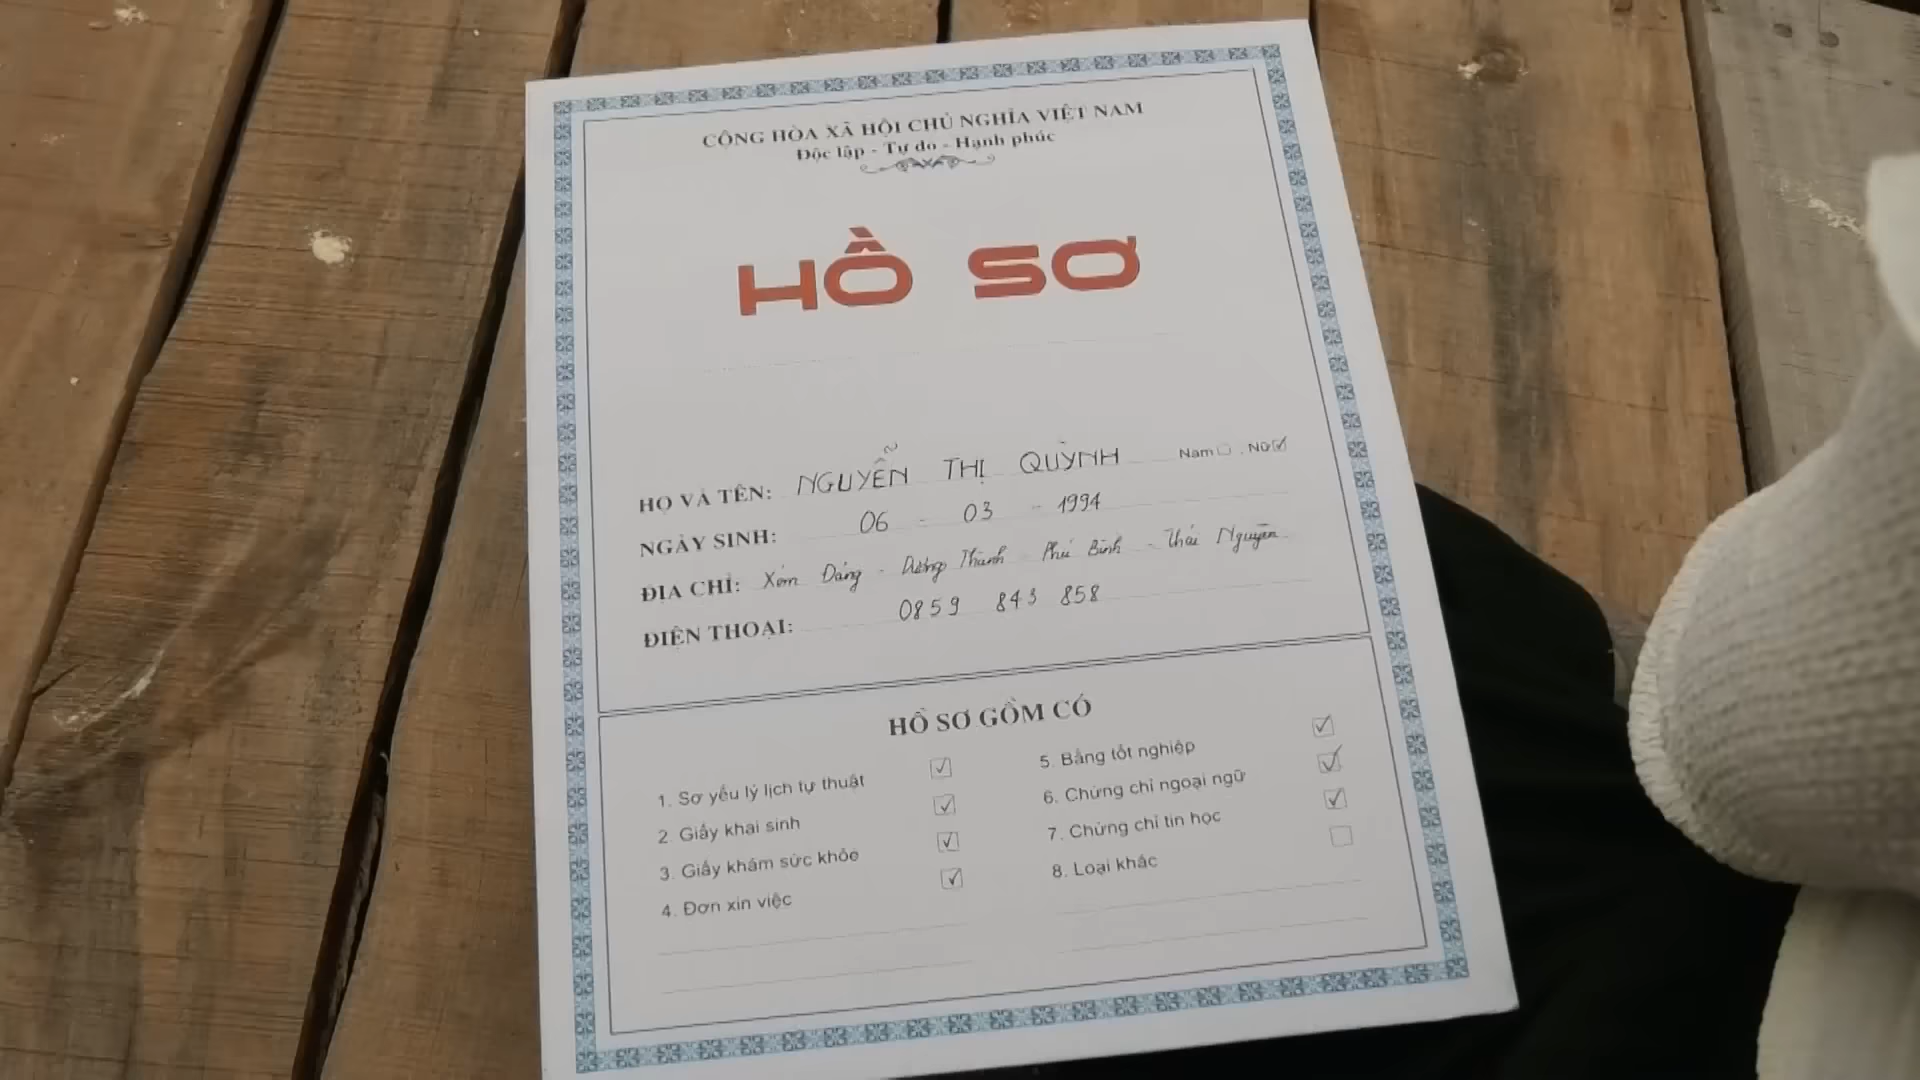 CỘNG HÒA XÃ HỘI CHỦ NGHĨA VIỆT NAM
Độc lập - Tự do - Hạnh phúc
HỒ SƠ
HỌ VÀ TÊN: NGUYỄN THỊ QUỲNH Nam ☐ . Nữ ☑
NGÀY SINH: 06 - 03 - 1994
ĐỊA CHỈ: Xóm Đáng - Dương Thành - Phú Bình - Thái Nguyên
ĐIỆN THOẠI: 0859 843 858
HỒ SƠ GỒM CÓ
1. Sơ yếu lý lịch tự thuật ☑
2. Giấy khai sinh ☑
3. Giấy khám sức khỏe ☑
4. Đơn xin việc ☑
5. Bằng tốt nghiệp ☑
6. Chứng chỉ ngoại ngữ ☑
7. Chứng chỉ tin học ☑
8. Loại khác ☐